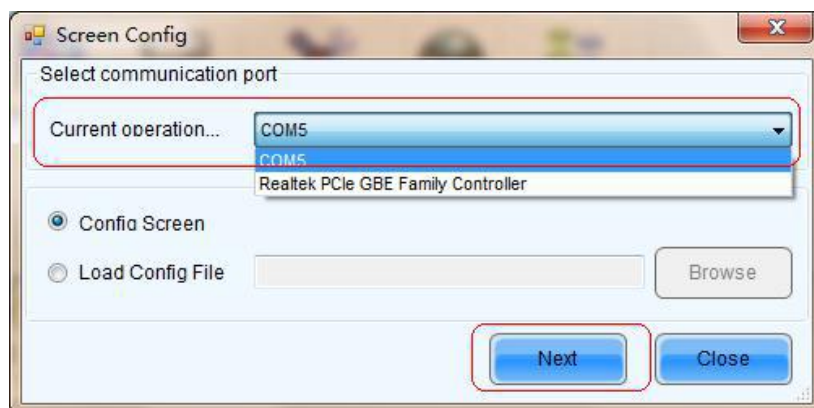 Screen Config
Select communication port
Current operation... COM5
COM5
Realtek PCIe GBE Family Controller
Config Screen
Load Config File Browse
Next Close